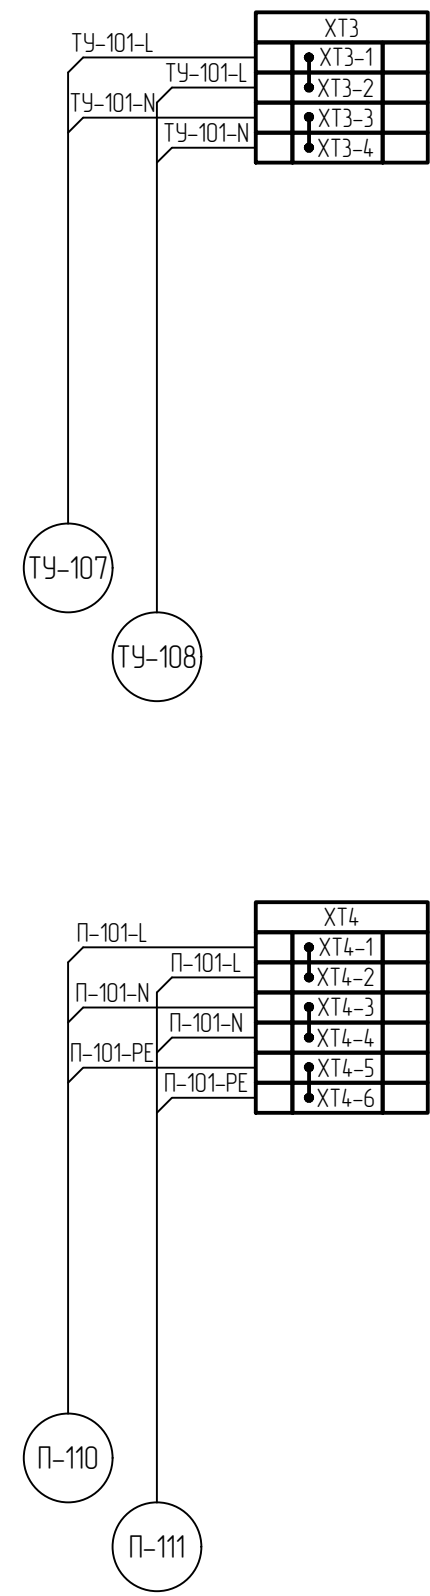 ХТ3
ТУ-101-L
ХТ3-1
ТУ-101-L
ХТ3-2
ТУ-101-N
ХТ3-3
ТУ-101-N
ХТ3-4
ТУ-107
ТУ-108
ХТ4
П-101-L
ХТ4-1
П-101-L
ХТ4-2
П-101-N
ХТ4-3
П-101-N
ХТ4-4
П-101-PE
ХТ4-5
П-101-PE
ХТ4-6
П-110
П-111